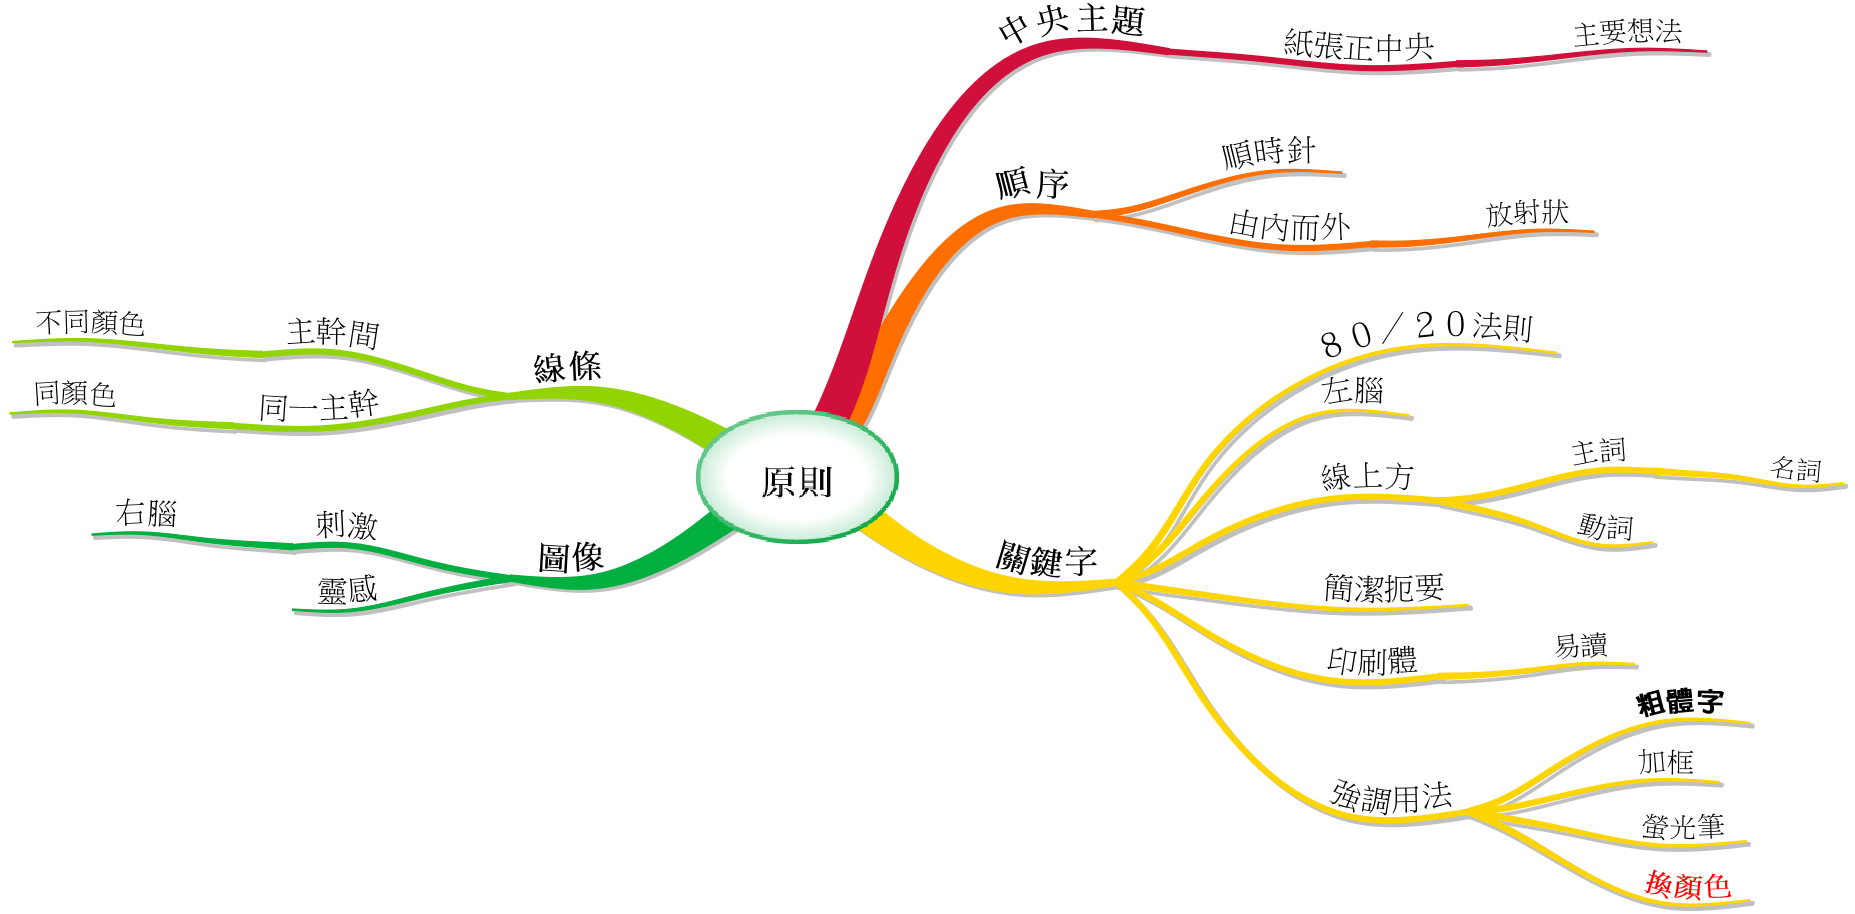 原則
中央主題
紙張正中央
主要想法
順序
順時針
由內而外
放射狀
關鍵字
８０／２０法則
左腦
線上方
主詞
名詞
動詞
簡潔扼要
印刷體
易讀
強調用法
粗體字
加框
螢光筆
換顏色
圖像
刺激
右腦
靈感
線條
主幹間
不同顏色
同一主幹
同顏色